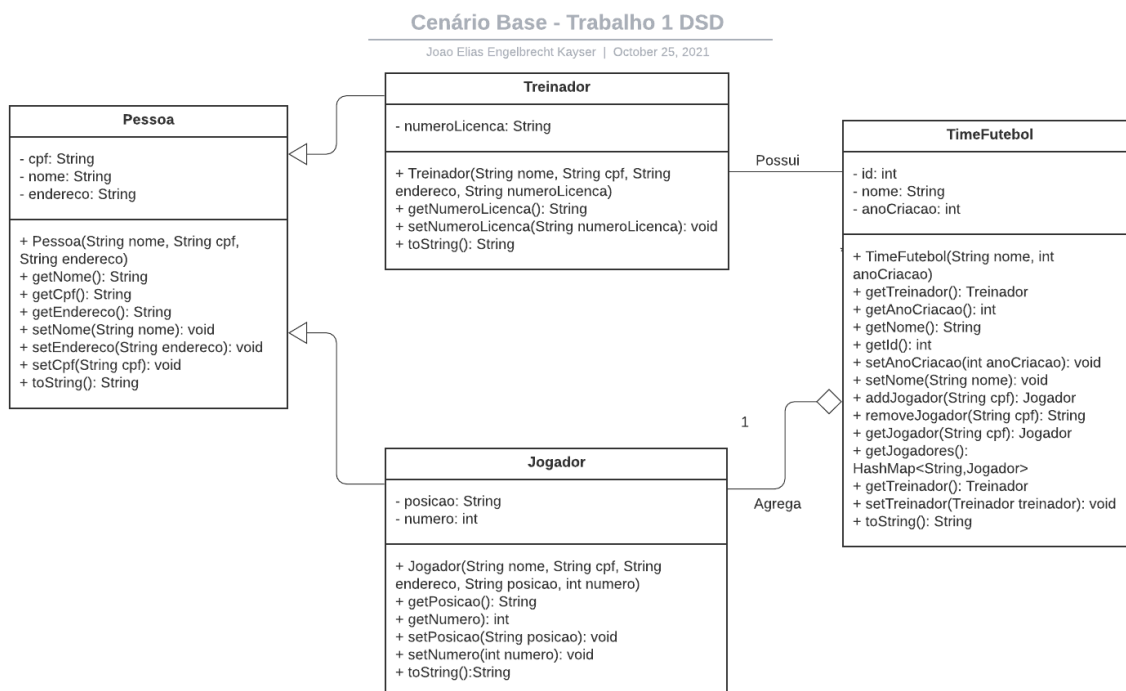 Cenário Base - Trabalho 1 DSD
Joao Elias Engelbrecht Kayser | October 25, 2021
Pessoa
- cpf: String
- nome: String
- endereco: String
+ Pessoa(String nome, String cpf,
String endereco)
+ getNome(): String
+ getCpf(): String
+ getEndereco(): String
+ setNome(String nome): void
+ setEndereco(String endereco): void
+ setCpf(String cpf): void
+ toString(): String
Treinador
- numeroLicenca: String
+ Treinador(String nome, String cpf, String
endereco, String numeroLicenca)
+ getNumeroLicenca(): String
+ setNumeroLicenca(String numeroLicenca): void
+ toString(): String
Possui
TimeFutebol
- id: int
- nome: String
- anoCriacao: int
+ TimeFutebol(String nome, int
anoCriacao)
+ getTreinador(): Treinador
+ getAnoCriacao(): int
+ getNome(): String
+ getId(): int
+ setAnoCriacao(int anoCriacao): void
+ setNome(String nome): void
+ addJogador(String cpf): Jogador
+ removeJogador(String cpf): String
+ getJogador(String cpf): Jogador
+ getJogadores():
HashMap<String,Jogador>
+ getTreinador(): Treinador
+ setTreinador(Treinador treinador): void
+ toString(): String
1
Agrega
Jogador
- posicao: String
- numero: int
+ Jogador(String nome, String cpf, String
endereco, String posicao, int numero)
+ getPosicao(): String
+ getNumero): int
+ setPosicao(String posicao): void
+ setNumero(int numero): void
+ toString():String